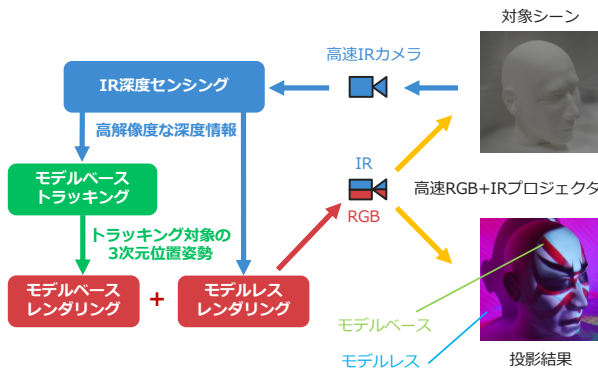 対象シーン
高速IRカメラ
IR深度センシング
高解像度な深度情報
IR
モデルベース
トラッキング
高速RGB+IRプロジェクタ
RGB
トラッキング対象の
3次元位置姿勢
モデルベース
レンダリング
+
モデルレス
レンダリング
モデルベース
モデルレス
投影結果